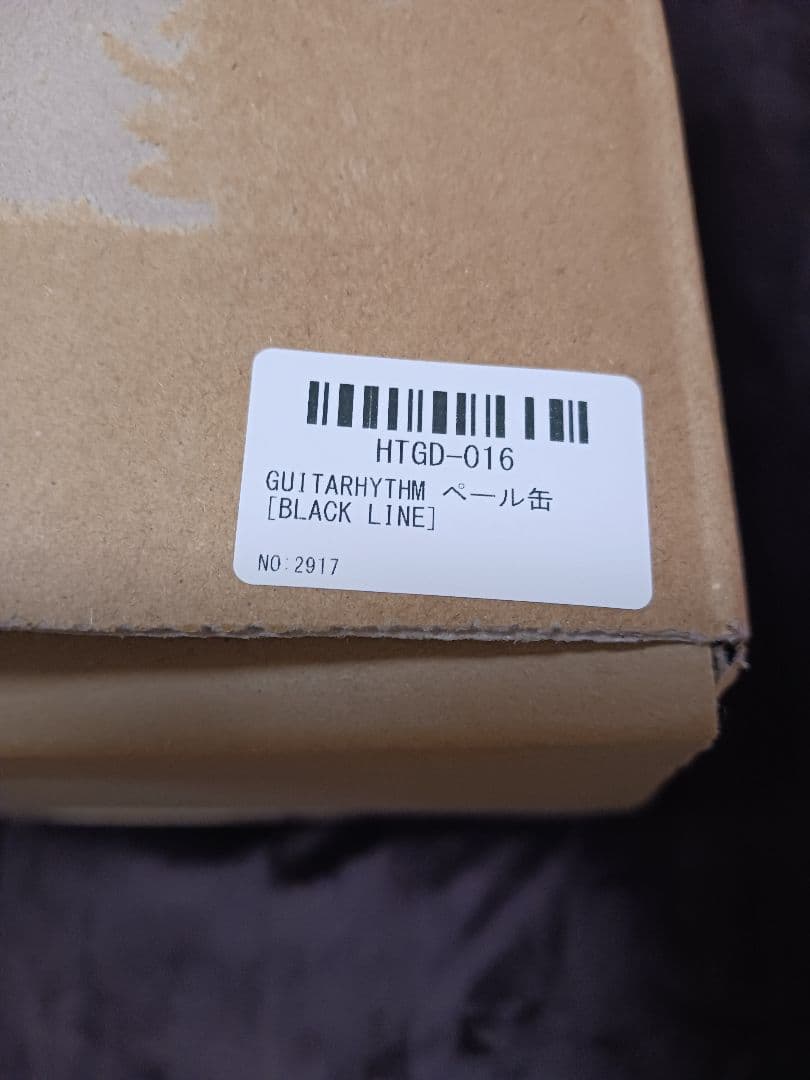 HTGD-016
GUITARHYTHM ペール缶
[BLACK LINE]
NO:2917